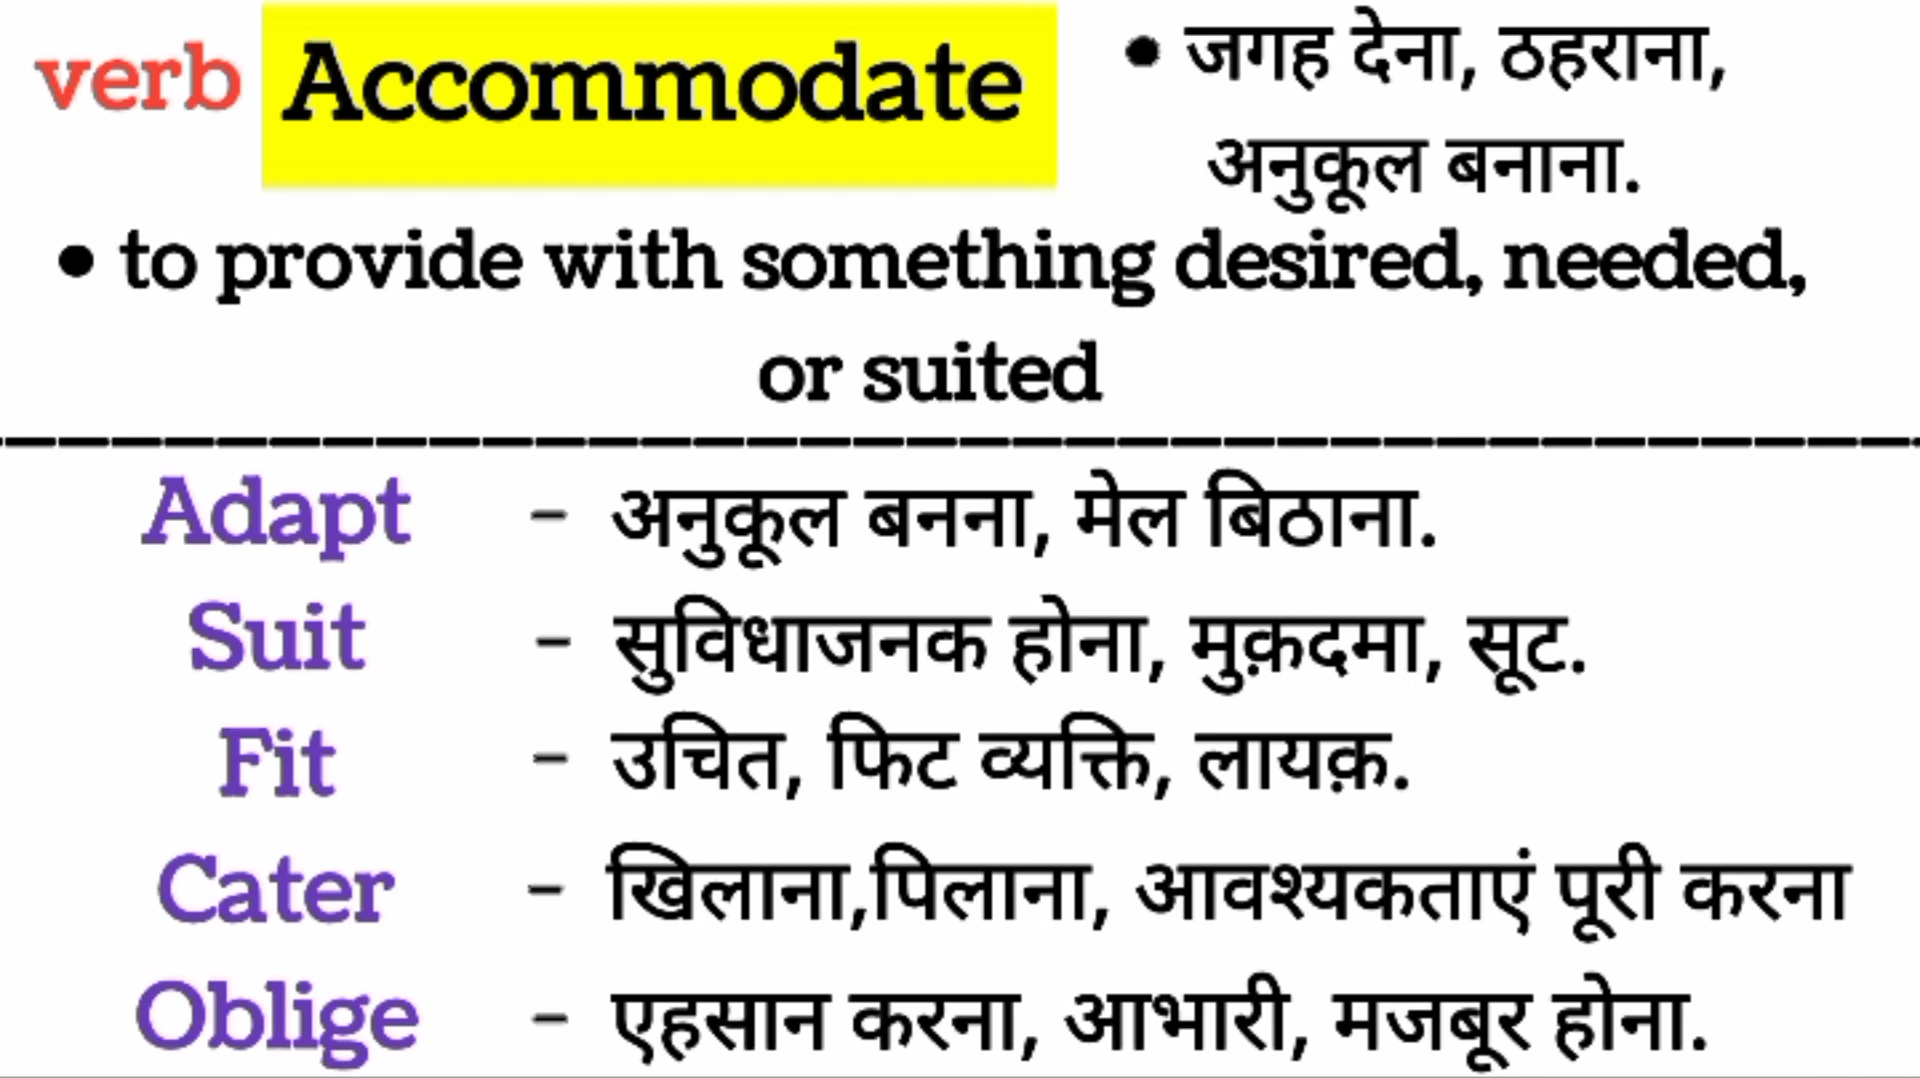 verb Accommodate • जगह देना, ठहराना,
अनुकूल बनाना.
• to provide with something desired, needed,
or suited
Adapt - अनुकूल बनना, मेल बिठाना.
Suit - सुविधाजनक होना, मुक़दमा, सूट.
Fit - उचित, फिट व्यक्ति, लायक़.
Cater - खिलाना,पिलाना, आवश्यकताएं पूरी करना
Oblige - एहसान करना, आभारी, मजबूर होना.